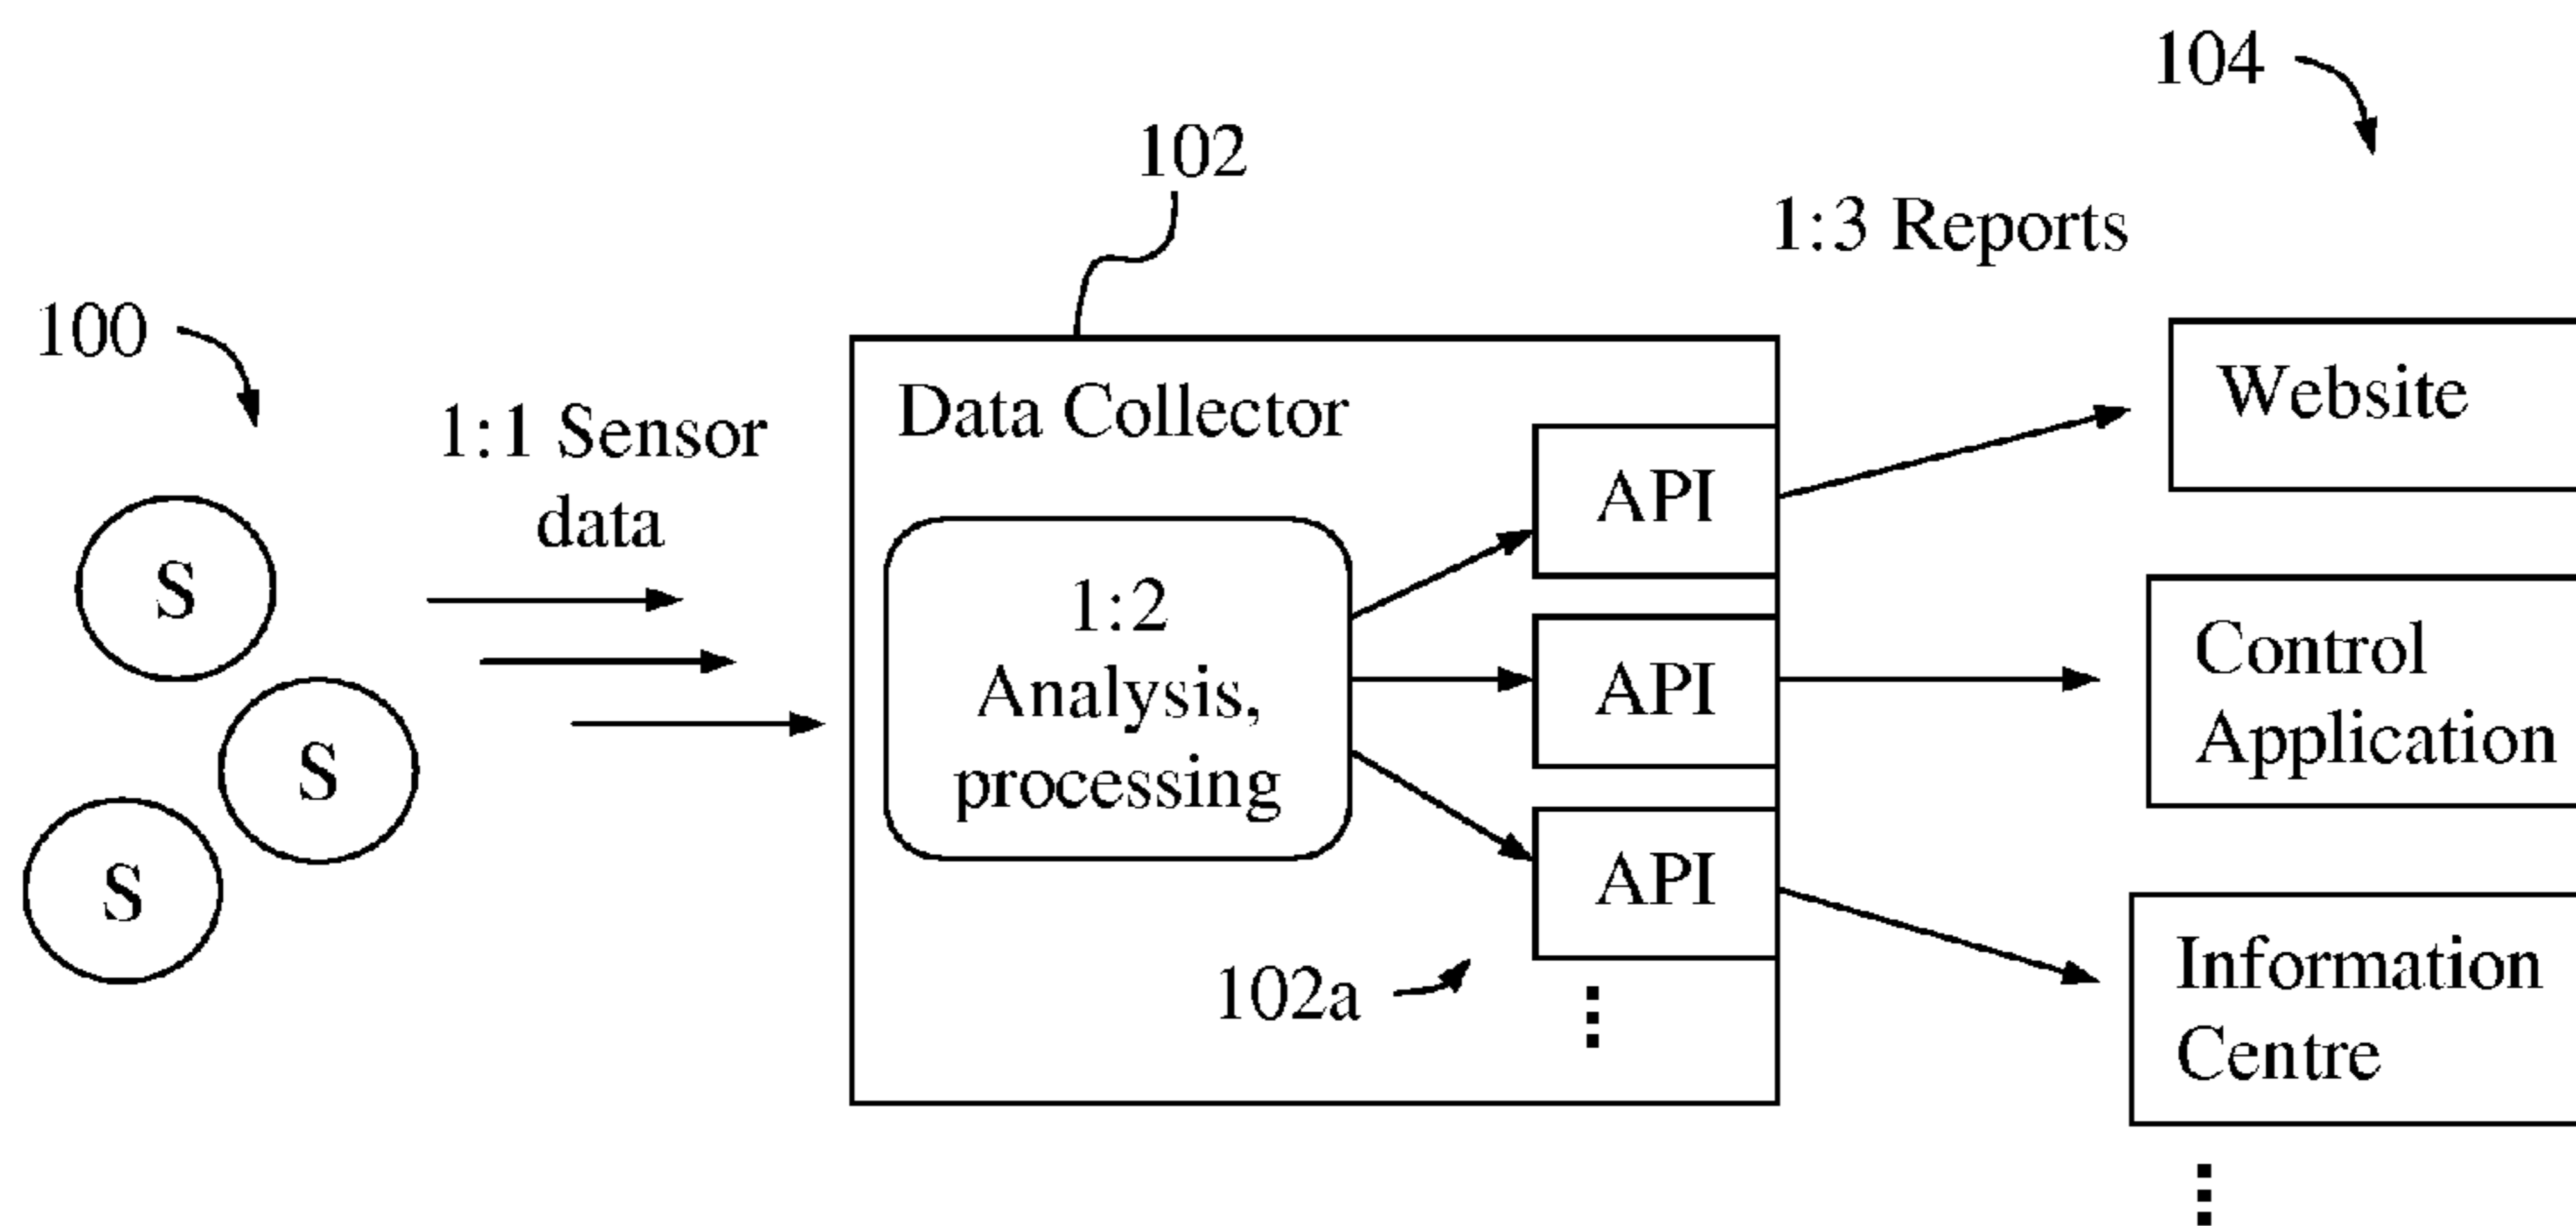 104
102
1:3 Reports
100
1:1 Sensor
data
Data Collector
Website
API
S
1:2
Analysis,
processing
API
Control
Application
S
API
S
102a
Information
Centre